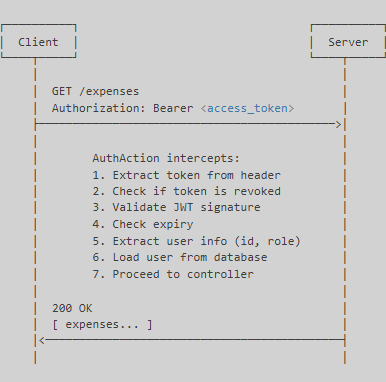 Client
Server
GET /expenses
Authorization: Bearer <access_token>
AuthAction intercepts:
1. Extract token from header
2. Check if token is revoked
3. Validate JWT signature
4. Check expiry
5. Extract user info (id, role)
6. Load user from database
7. Proceed to controller
200 OK
[ expenses... ]